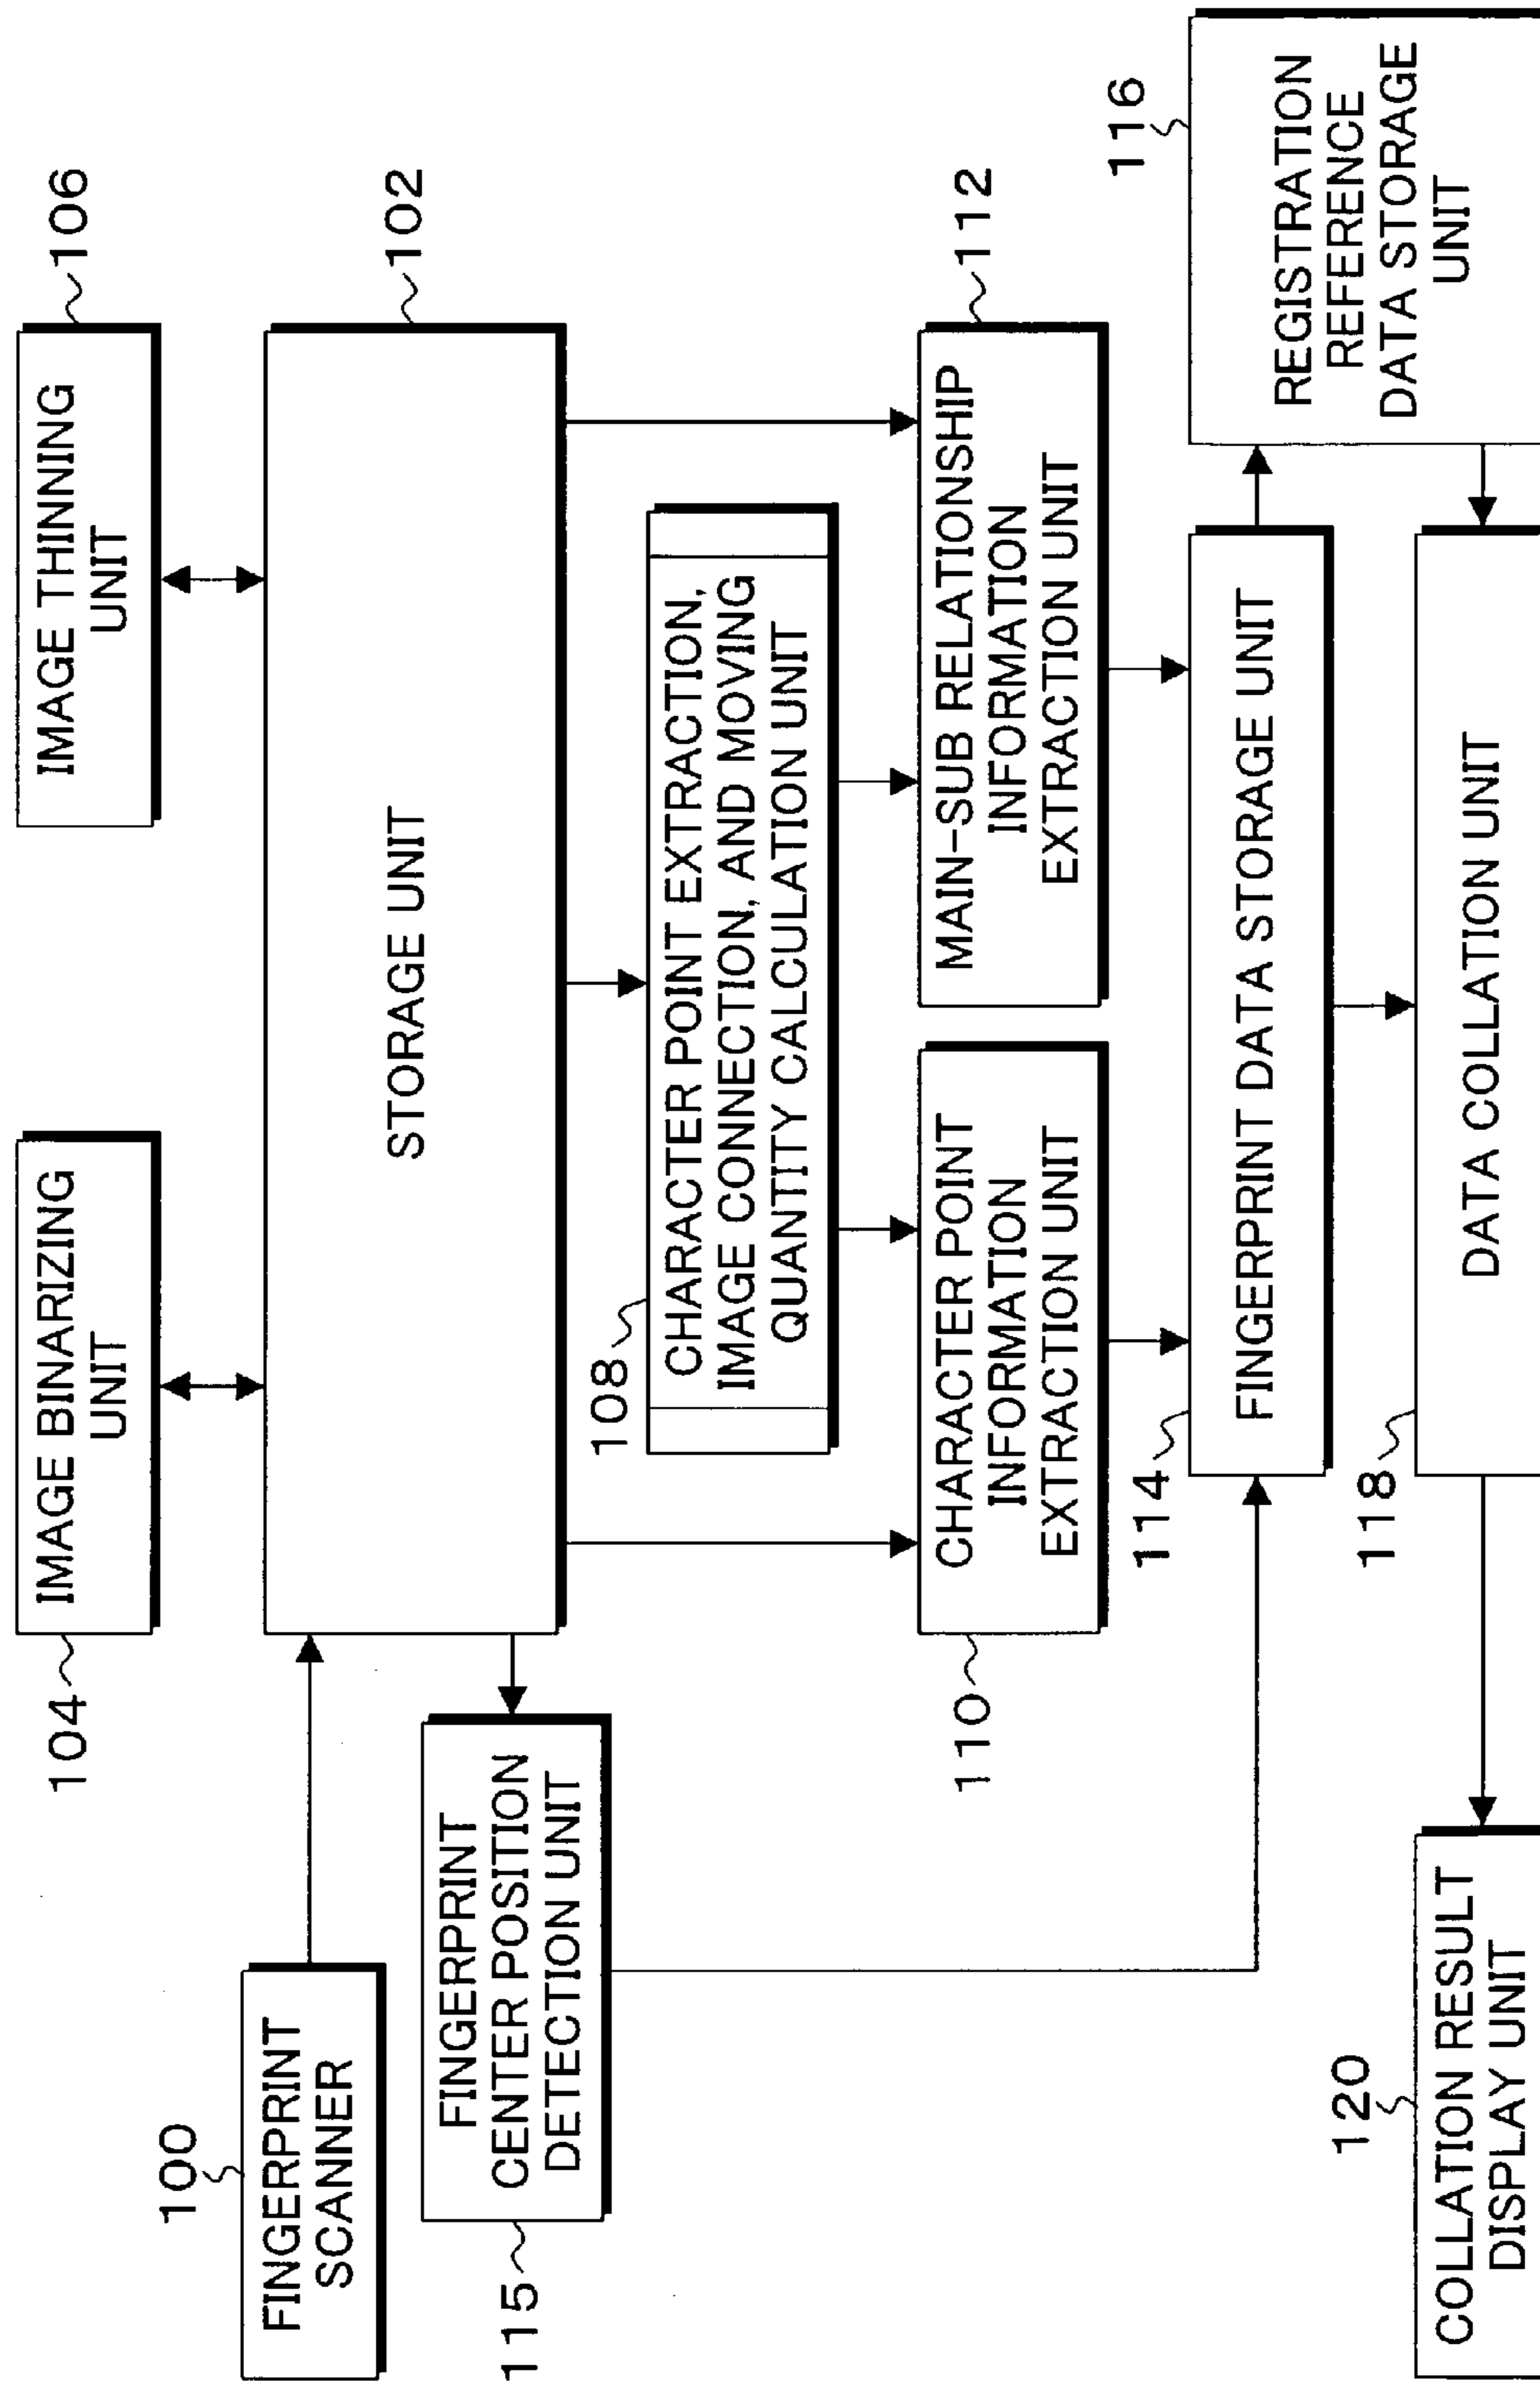 104
IMAGE BINARIZING
UNIT
IMAGE THINNING
UNIT
106
100
FINGERPRINT
SCANNER
STORAGE UNIT
102
115
FINGERPRINT
CENTER POSITION
DETECTION UNIT
108
CHARACTER POINT EXTRACTION,
IMAGE CONNECTION, AND MOVING
QUANTITY CALCULATION UNIT
110
CHARACTER POINT
INFORMATION
EXTRACTION UNIT
MAIN-SUB RELATIONSHIP
INFORMATION
EXTRACTION UNIT
112
114
FINGERPRINT DATA STORAGE UNIT
116
REGISTRATION
REFERENCE
DATA STORAGE
UNIT
120
COLLATION RESULT
DISPLAY UNIT
118
DATA COLLATION UNIT